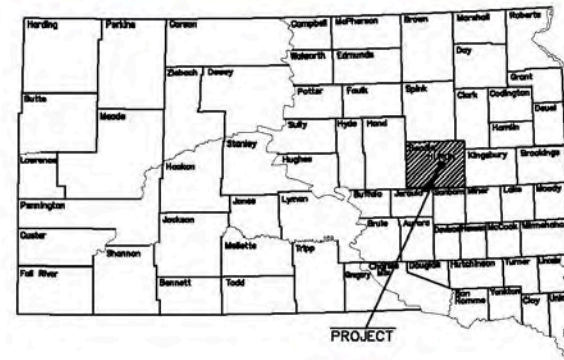 Harding
Perkins
Corson
Campbell
McPherson
Brown
Marshall
Roberts
Walworth
Edmunds
Day
Ziebach
Dewey
Grant
Potter
Faulk
Spink
Clark
Codington
Butte
Meade
Deuel
Hamlin
Sully
Hyde
Hand
Stanley
Beadle
Kingsbury
Brookings
Lawrence
Haakon
Hughes
Buffalo
Jerauld
Sanborn
Miner
Lake
Moody
Pennington
Jones
Lyman
Jackson
Brule
Aurora
Davison
Hanson
McCook
Minnehaha
Custer
Shannon
Mellette
Tripp
Fall River
Bennett
Todd
Gregory
Charles
Mix
Douglas
Hutchinson
Turner
Lincoln
Bon
Homme
Yankton
Clay
PROJECT